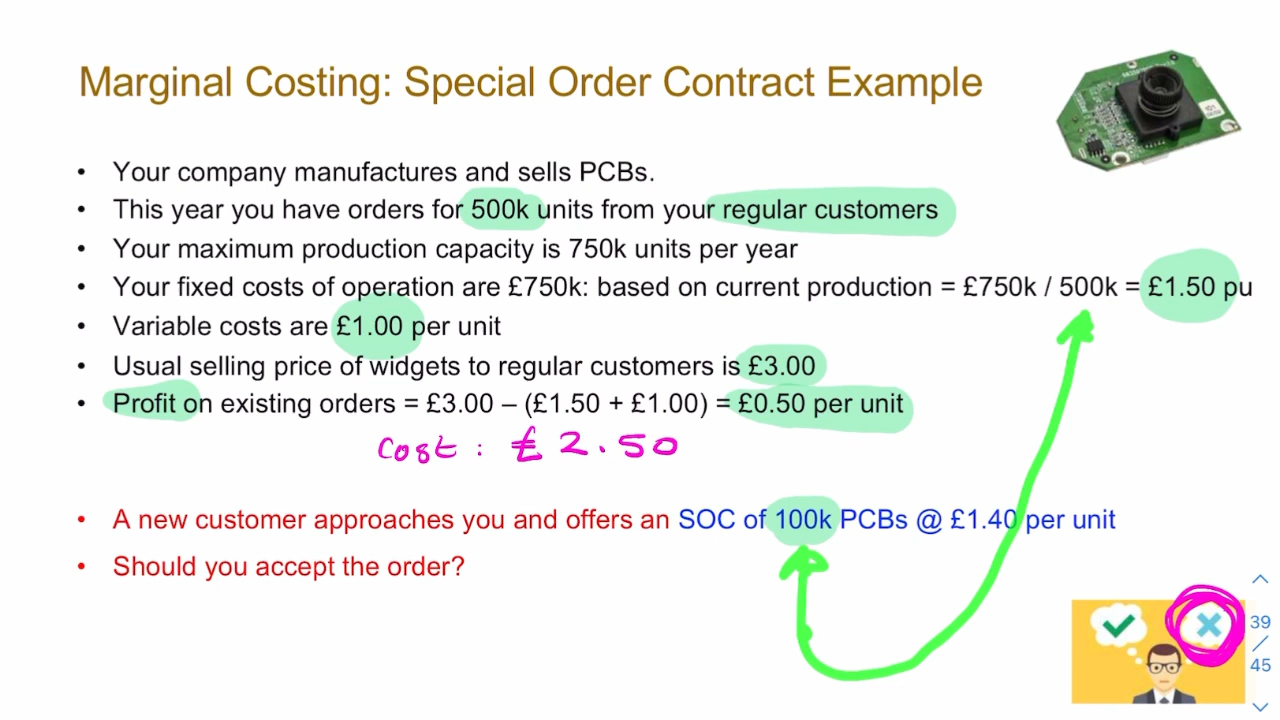 Marginal Costing: Special Order Contract Example
• Your company manufactures and sells PCBs.
• This year you have orders for 500k units from your regular customers
• Your maximum production capacity is 750k units per year
• Your fixed costs of operation are £750k: based on current production = £750k / 500k = £1.50 pu
• Variable costs are £1.00 per unit
• Usual selling price of widgets to regular customers is £3.00
• Profit on existing orders = £3.00 – (£1.50 + £1.00) = £0.50 per unit
Cost: £2.50
• A new customer approaches you and offers an SOC of 100k PCBs @ £1.40 per unit
• Should you accept the order?
39
/
45